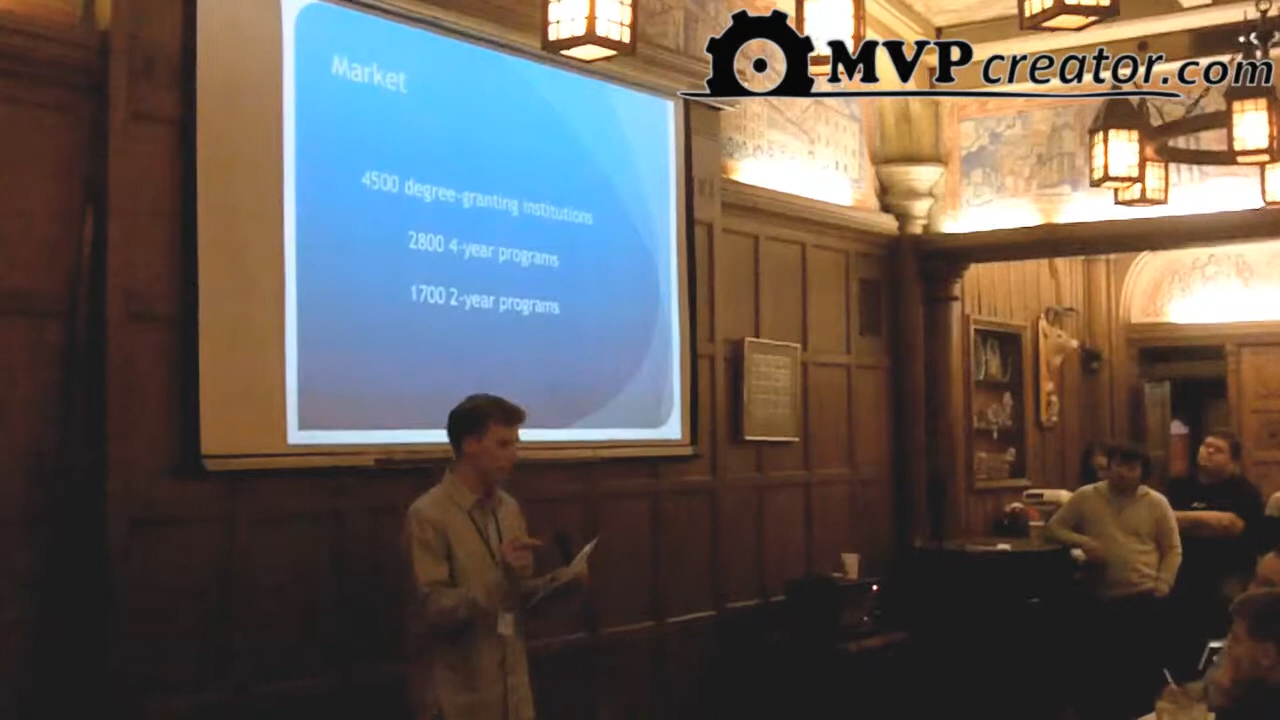 MVPcreator.com
Market
4500 degree-granting institutions
2800 4-year programs
1700 2-year programs